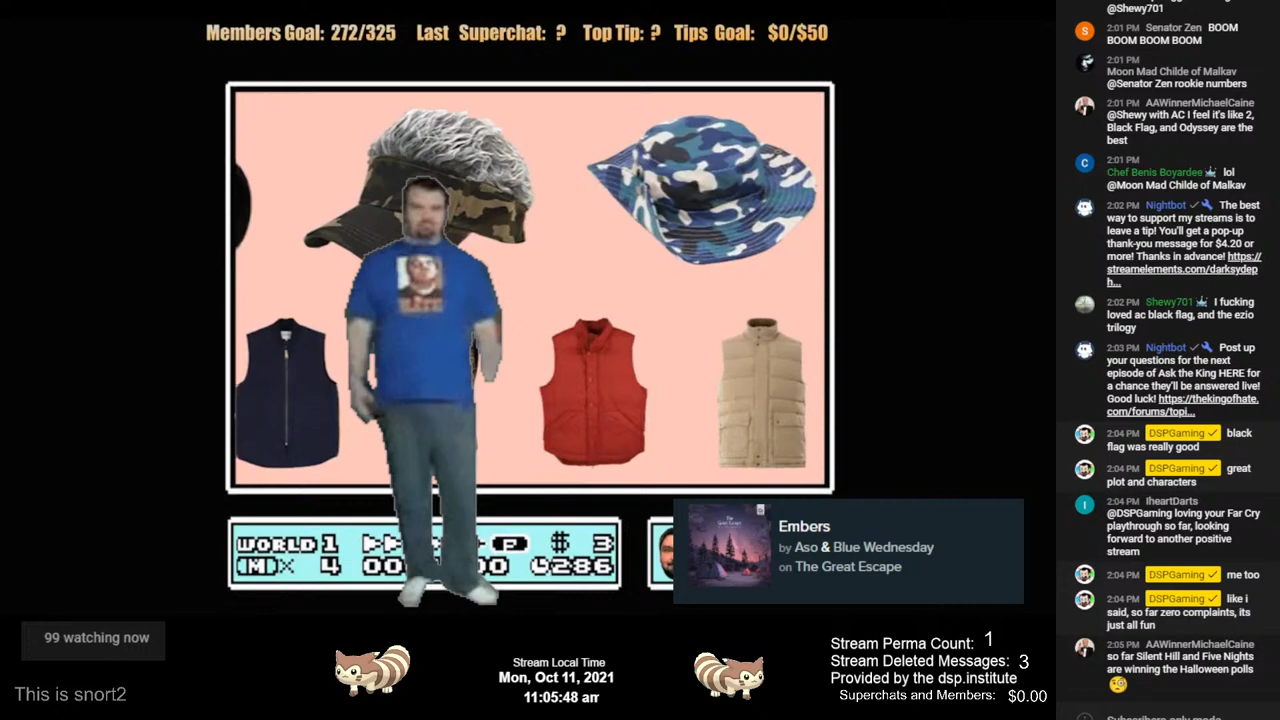 Members Goal: 272/325 Last Superchat: ? Top Tip: ? Tips Goal: $0/$50
WORLD 1 P $ 3
(M)× 4 00 00 286
Embers
by Aso & Blue Wednesday
on The Great Escape
99 watching now
This is snort2
Stream Local Time
Mon, Oct 11, 2021
11:05:48 am
Stream Perma Count: 1
Stream Deleted Messages: 3
Provided by the dsp.institute
Superchats and Members: $0.00
@Shewy701
S 2:01 PM Senator Zen BOOM
BOOM BOOM BOOM
2:01 PM
Moon Mad Childe of Malkav
@Senator Zen rookie numbers
2:01 PM AAWinnerMichaelCaine
@Shewy with AC I feel it's like 2,
Black Flag, and Odyssey are the
best
C 2:01 PM
Chef Benis Boyardee lol
@Moon Mad Childe of Malkav
2:02 PM Nightbot The best
way to support my streams is to
leave a tip! You'll get a pop-up
thank-you message for $4.20 or
more! Thanks in advance! https://
streamelements.com/darksydep
h...
2:02 PM Shewy701 I fucking
loved ac black flag, and the ezio
trilogy
2:03 PM Nightbot Post up
your questions for the next
episode of Ask the King HERE for
a chance they'll be answered live!
Good luck! https://thekingofhate.
com/forums/topi...
2:04 PM DSPGaming black
flag was really good
2:04 PM DSPGaming great
plot and characters
I 2:04 PM IheartDarts
@DSPGaming loving your Far Cry
playthrough so far, looking
forward to another positive
stream
2:04 PM DSPGaming me too
2:04 PM DSPGaming like i
said, so far zero complaints, its
just all fun
2:05 PM AAWinnerMichaelCaine
so far Silent Hill and Five Nights
are winning the Halloween polls